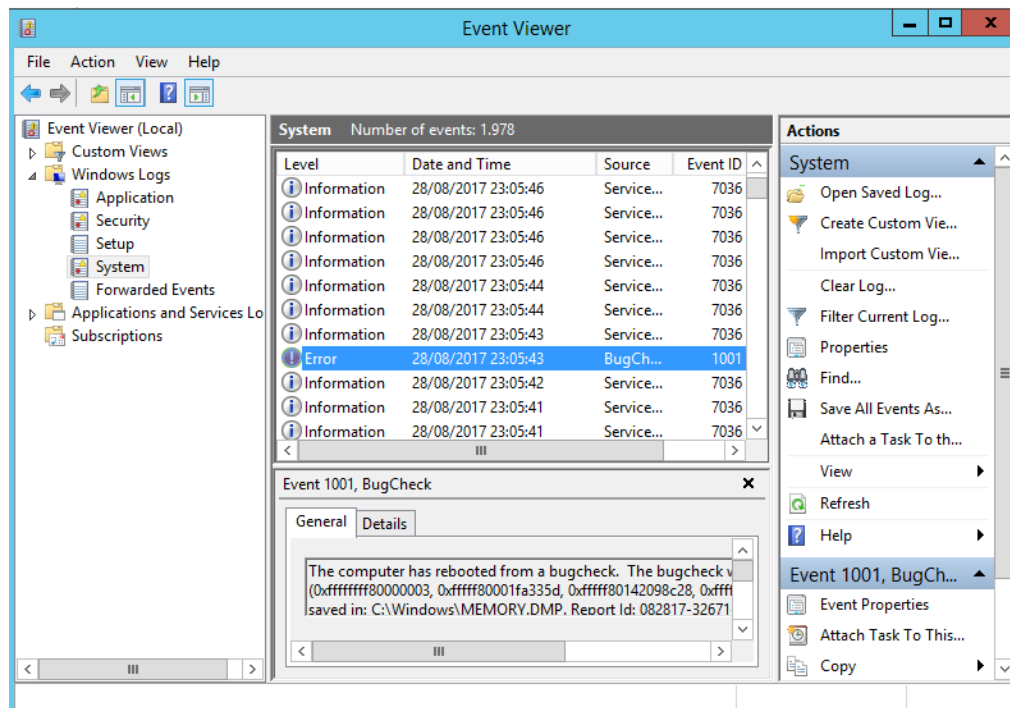 Event Viewer
File Action View Help
Event Viewer (Local)
Custom Views
Windows Logs
Application
Security
Setup
System
Forwarded Events
Applications and Services Lo
Subscriptions
System Number of events: 1.978
Level Date and Time Source Event ID
Information 28/08/2017 23:05:46 Service... 7036
Information 28/08/2017 23:05:46 Service... 7036
Information 28/08/2017 23:05:46 Service... 7036
Information 28/08/2017 23:05:46 Service... 7036
Information 28/08/2017 23:05:44 Service... 7036
Information 28/08/2017 23:05:44 Service... 7036
Information 28/08/2017 23:05:43 Service... 7036
Error 28/08/2017 23:05:43 BugCh... 1001
Information 28/08/2017 23:05:42 Service... 7036
Information 28/08/2017 23:05:41 Service... 7036
Information 28/08/2017 23:05:41 Service... 7036
Event 1001, BugCheck
General Details
The computer has rebooted from a bugcheck. The bugcheck
(0xffffffff80000003, 0xfffff80001fa335d, 0xfffff80142098c28, 0xffff
saved in: C:\Windows\MEMORY.DMP. Report Id: 082817-32671
Actions
System
Open Saved Log...
Create Custom Vie...
Import Custom Vie...
Clear Log...
Filter Current Log...
Properties
Find...
Save All Events As...
Attach a Task To th...
View
Refresh
Help
Event 1001, BugCh...
Event Properties
Attach Task To This...
Copy